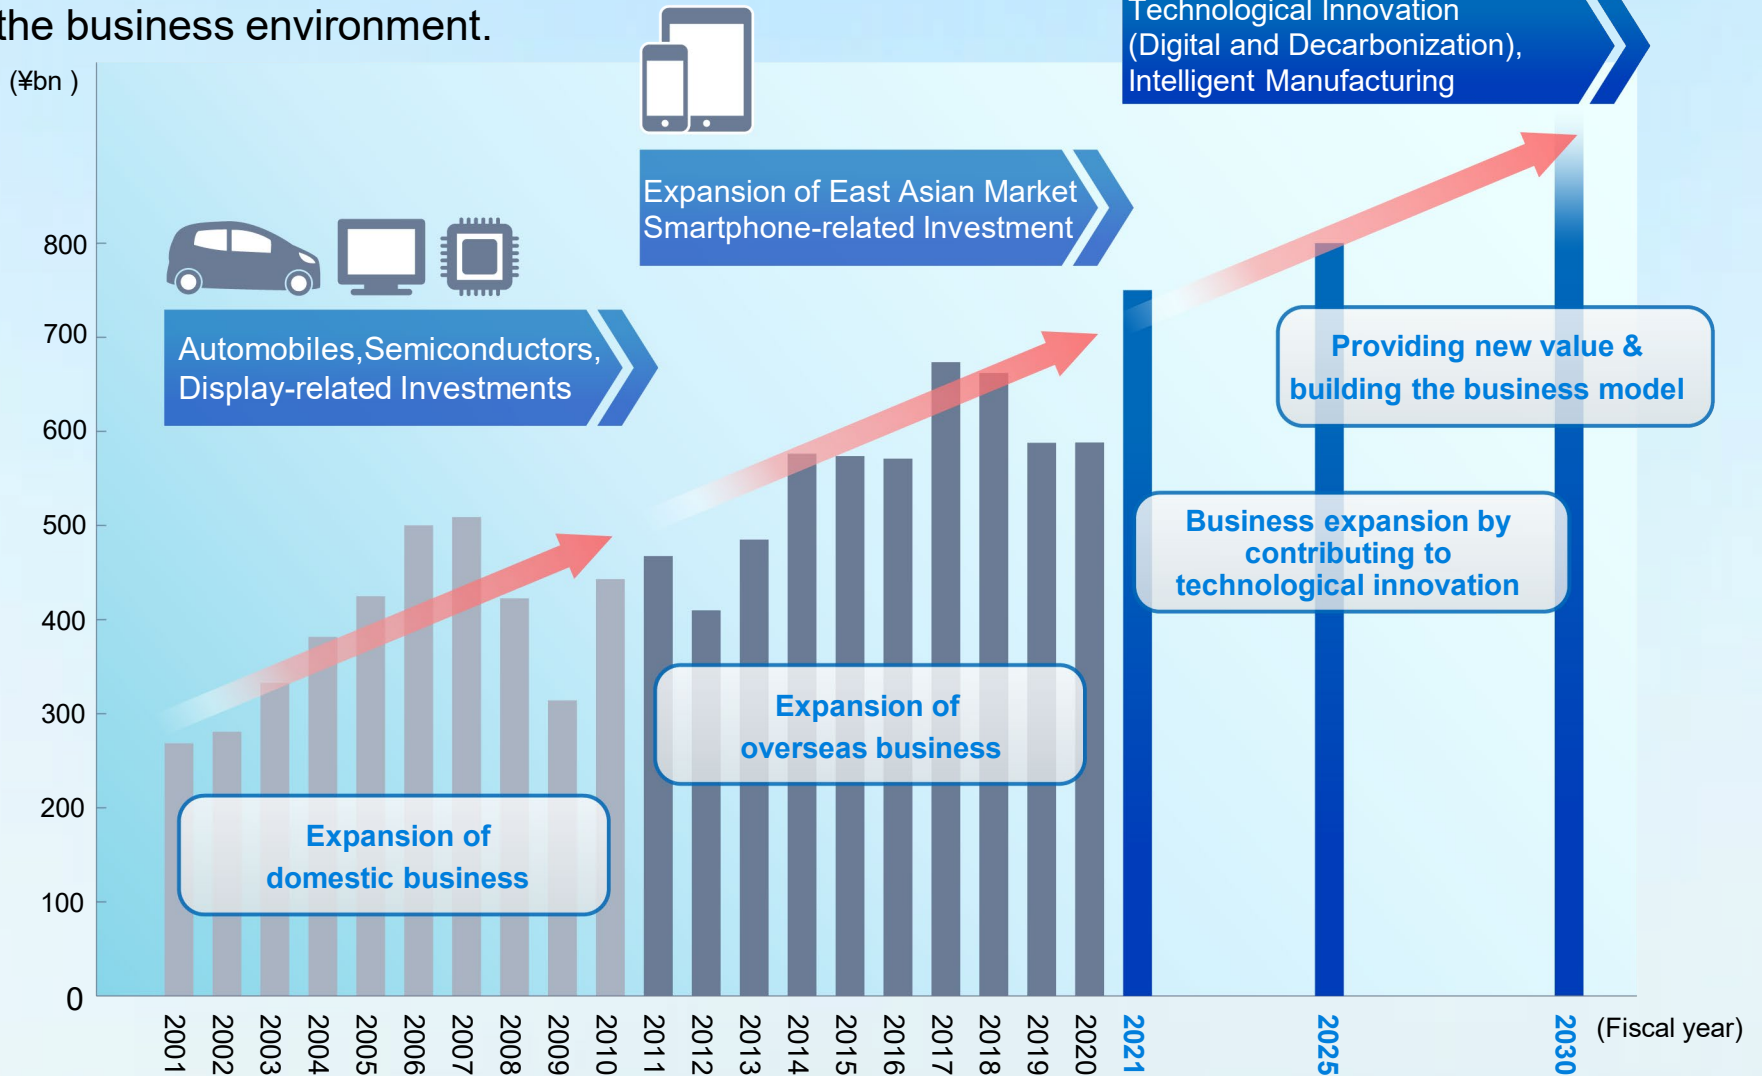 the business environment.
(¥bn )
Technological Innovation
(Digital and Decarbonization),
Intelligent Manufacturing
Expansion of East Asian Market
Smartphone-related Investment
Automobiles,Semiconductors,
Display-related Investments
800
700
600
500
400
300
200
100
0
Providing new value &
building the business model
Business expansion by
contributing to
technological innovation
Expansion of
overseas business
Expansion of
domestic business
2001
2002
2003
2004
2005
2006
2007
2008
2009
2010
2011
2012
2013
2014
2015
2016
2017
2018
2019
2020
2021
2025
2030
(Fiscal year)